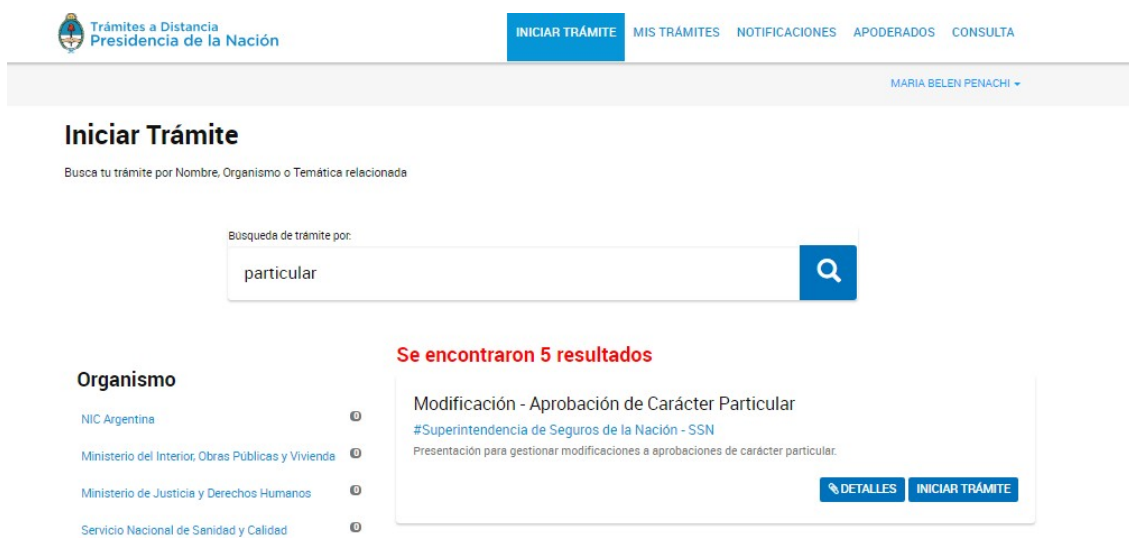 Trámites a Distancia
Presidencia de la Nación
INICIAR TRÁMITE MIS TRÁMITES NOTIFICACIONES APODERADOS CONSULTA
MARIA BELEN PENACHI
Iniciar Trámite
Busca tu trámite por Nombre, Organismo o Temática relacionada
Búsqueda de trámite por:
particular
Se encontraron 5 resultados
Organismo
NIC Argentina 0
Ministerio del Interior, Obras Públicas y Vivienda 0
Ministerio de Justicia y Derechos Humanos 0
Servicio Nacional de Sanidad y Calidad 0
Modificación - Aprobación de Carácter Particular
#Superintendencia de Seguros de la Nación - SSN
Presentación para gestionar modificaciones a aprobaciones de carácter particular.
DETALLES INICIAR TRÁMITE